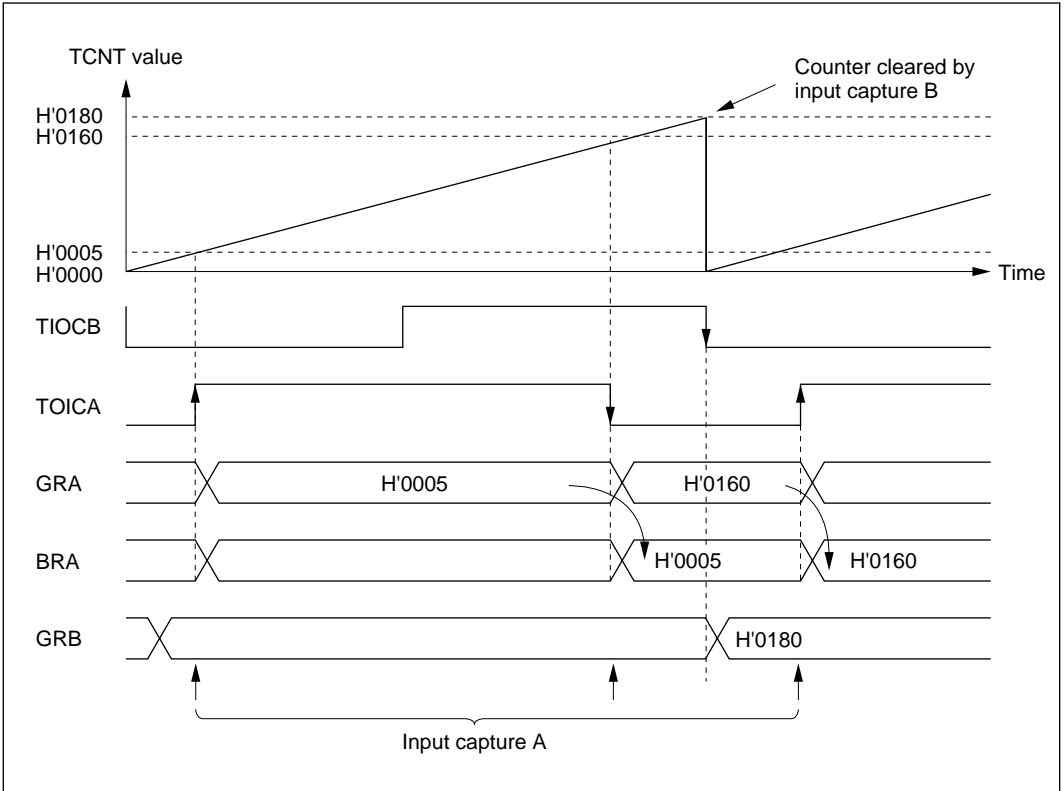 TCNT value
Counter cleared by
input capture B
H'0180
H'0160
H'0005
H'0000
Time
TIOCB
TOICA
GRA
H'0005
H'0160
BRA
H'0005
H'0160
GRB
H'0180
Input capture A